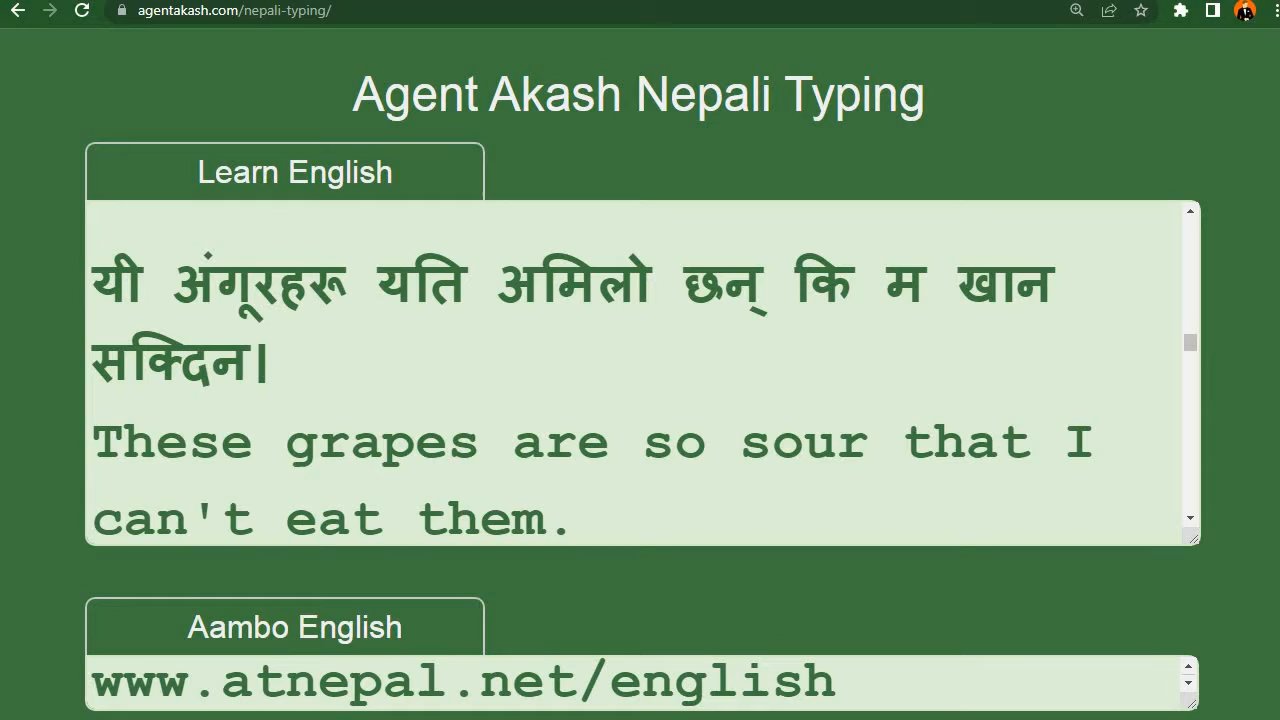 agentakash.com/nepali-typing/
Agent Akash Nepali Typing
Learn English
यी अंगूरहरू यति अमिलो छन् कि म खान
सक्दिन।
These grapes are so sour that I
can't eat them.
Aambo English
www.atnepal.net/english